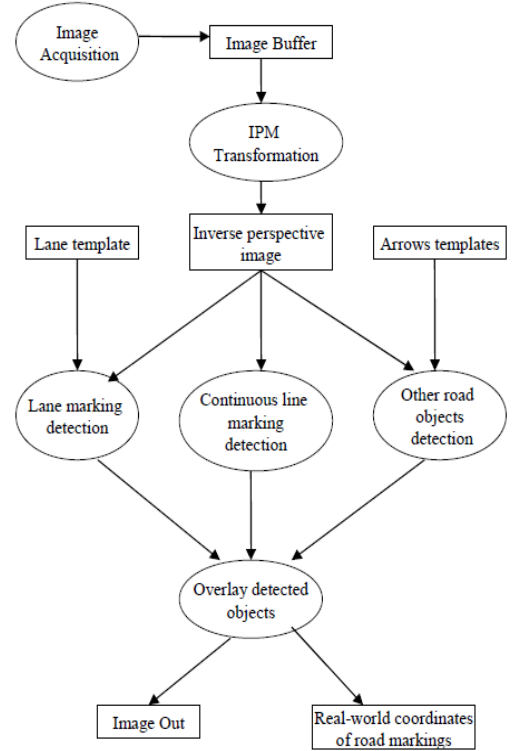 Image
Acquisition
Image Buffer
IPM
Transformation
Lane template
Inverse perspective
image
Arrows templates
Lane marking
detection
Continuous line
marking
detection
Other road
objects
detection
Overlay detected
objects
Image Out
Real-world coordinates
of road markings